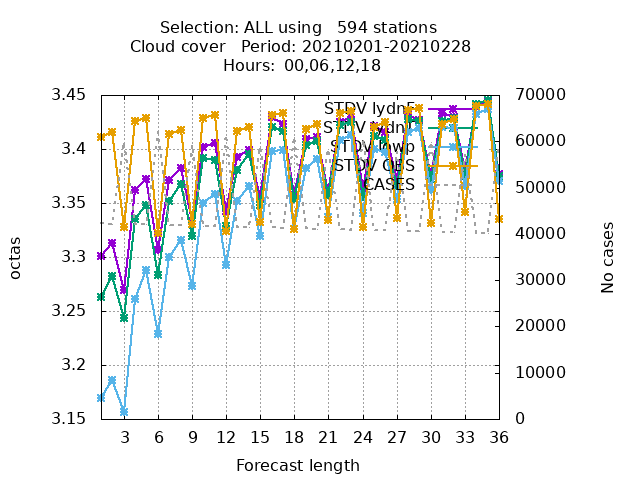 Selection: ALL using   594 stations
Cloud cover   Period: 20210201-20210228
Hours:  00,06,12,18
3.45
3.4
3.35
3.3
3.25
3.2
3.15
octas
70000
60000
50000
40000
30000
20000
10000
0
No cases
STDV OBS
CASES
3 6 9 12 15 18 21 24 27 30 33 36
Forecast length